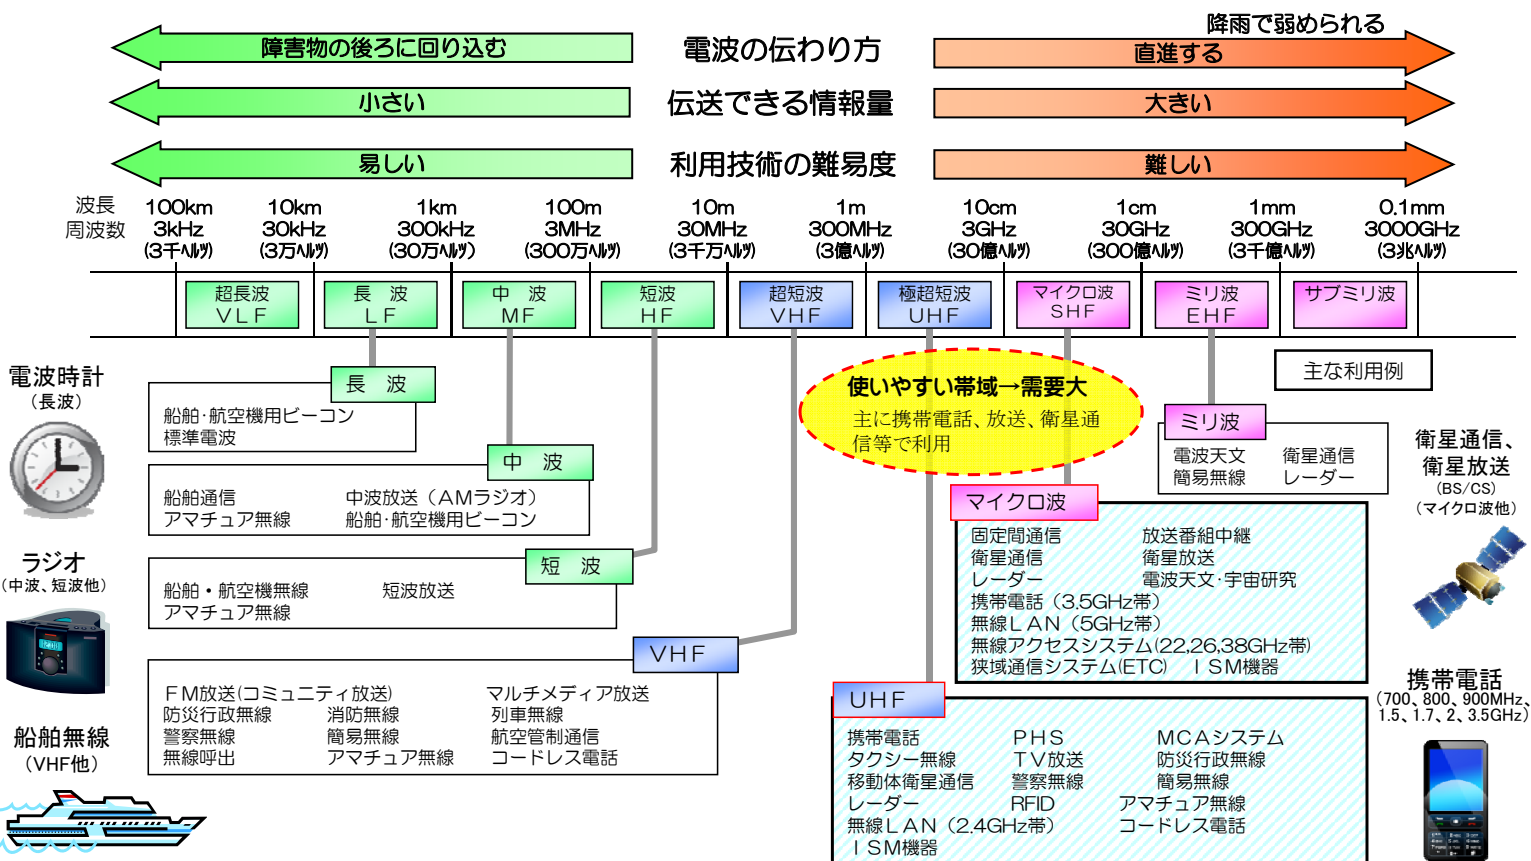 降雨で弱められる
障害物の後ろに回り込む 電波の伝わり方 直進する
小さい 伝送できる情報量 大きい
易しい 利用技術の難易度 難しい
波長 100km 10km 1km 100m 10m 1m 10cm 1cm 1mm 0.1mm
周波数 3kHz 30kHz 300kHz 3MHz 30MHz 300MHz 3GHz 30GHz 300GHz 3000GHz
(3千ヘルツ) (3万ヘルツ) (30万ヘルツ) (300万ヘルツ) (3千万ヘルツ) (3億ヘルツ) (30億ヘルツ) (300億ヘルツ) (3千億ヘルツ) (3兆ヘルツ)
超長波 長 波 中 波 短波 超短波 極超短波 マイクロ波 ミリ波 サブミリ波
VLF LF MF HF VHF UHF SHF EHF
主な利用例
電波時計
(長波)
長 波
船舶・航空機用ビーコン
標準電波
中 波
船舶通信 中波放送（AMラジオ）
アマチュア無線 船舶・航空機用ビーコン
ラジオ
(中波、短波他)
短 波
船舶・航空機無線 短波放送
アマチュア無線
船舶無線
(VHF他)
VHF
FM放送(コミュニティ放送) マルチメディア放送
防災行政無線 消防無線 列車無線
警察無線 簡易無線 航空管制通信
無線呼出 アマチュア無線 コードレス電話
使いやすい帯域→需要大
主に携帯電話、放送、衛星通
信等で利用
ミリ波
電波天文 衛星通信
簡易無線 レーダー
衛星通信、
衛星放送
(BS/CS)
(マイクロ波他)
マイクロ波
固定間通信 放送番組中継
衛星通信 衛星放送
レーダー 電波天文・宇宙研究
携帯電話（3.5GHz帯）
無線LAN（5GHz帯）
無線アクセスシステム(22,26,38GHz帯)
狭域通信システム(ETC) ISM機器
携帯電話
(700、800、900MHz、
1.5、1.7、2、3.5GHz)
UHF
携帯電話 PHS MCAシステム
タクシー無線 TV放送 防災行政無線
移動体衛星通信 警察無線 簡易無線
レーダー RFID アマチュア無線
無線LAN（2.4GHz帯） コードレス電話
ISM機器